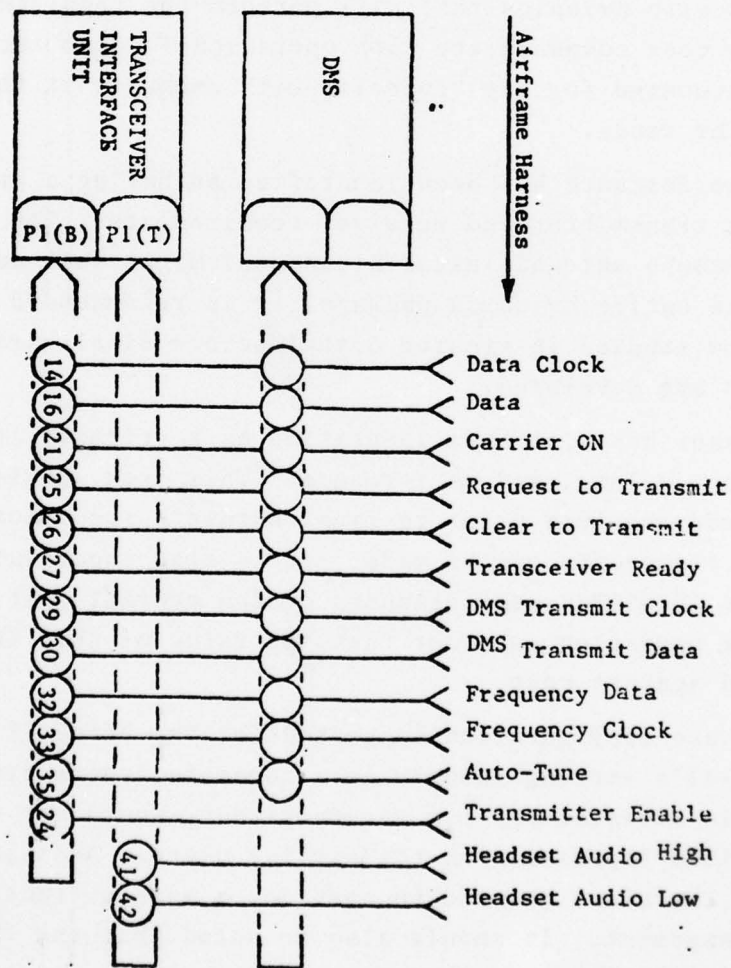 TRANSCEIVER
INTERFACE
UNIT
P1(B)
P1(T)
DMS
Airframe Harness
14
16
21
25
26
27
29
30
32
33
35
24
41
42
Data Clock
Data
Carrier ON
Request to Transmit
Clear to Transmit
Transceiver Ready
DMS Transmit Clock
DMS Transmit Data
Frequency Data
Frequency Clock
Auto-Tune
Transmitter Enable
Headset Audio High
Headset Audio Low